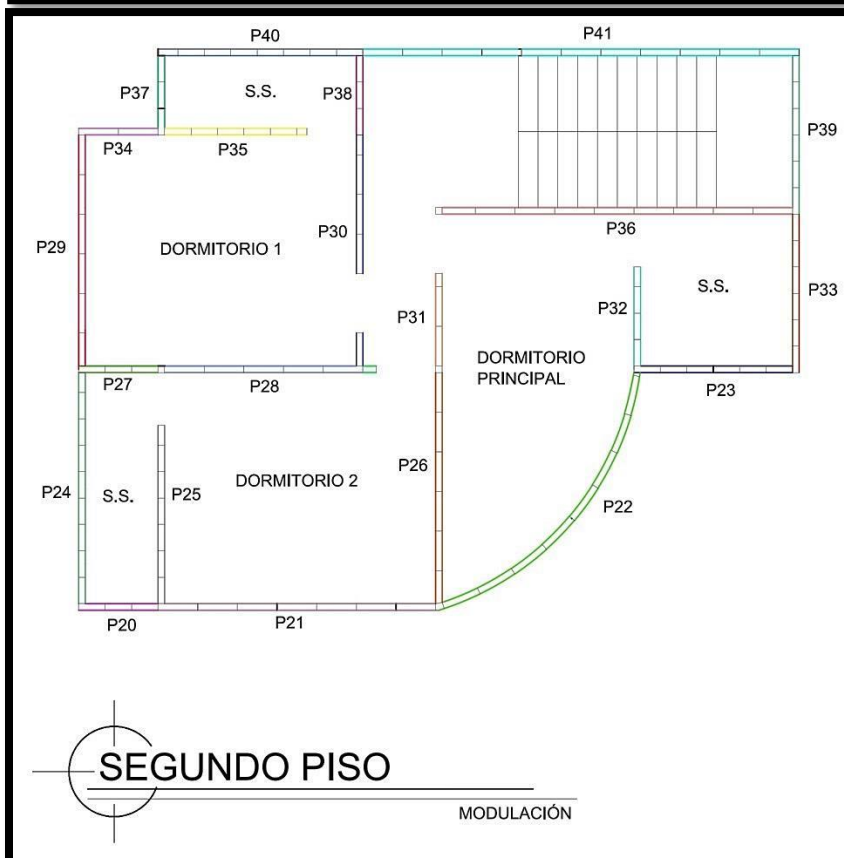 P40
P41
P37
S.S.
P38
P39
P34
P35
P29
DORMITORIO 1
P30
P36
P31
P32
S.S.
P33
DORMITORIO
PRINCIPAL
P27
P28
P23
P24
S.S.
P25
DORMITORIO 2
P26
P22
P20
P21
SEGUNDO PISO
MODULACIÓN